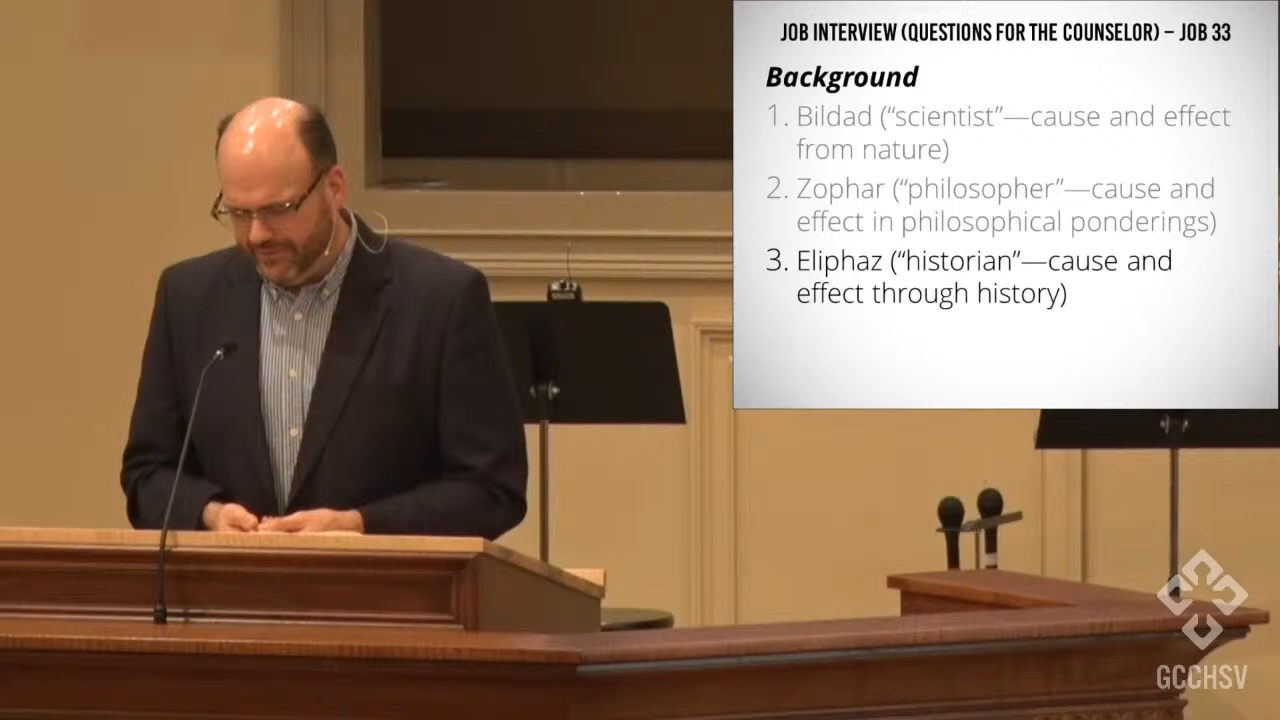 JOB INTERVIEW (QUESTIONS FOR THE COUNSELOR) – JOB 33
Background
1. Bildad (“scientist”—cause and effect
from nature)
2. Zophar (“philosopher”—cause and
effect in philosophical ponderings)
3. Eliphaz (“historian”—cause and
effect through history)
GCCHSV